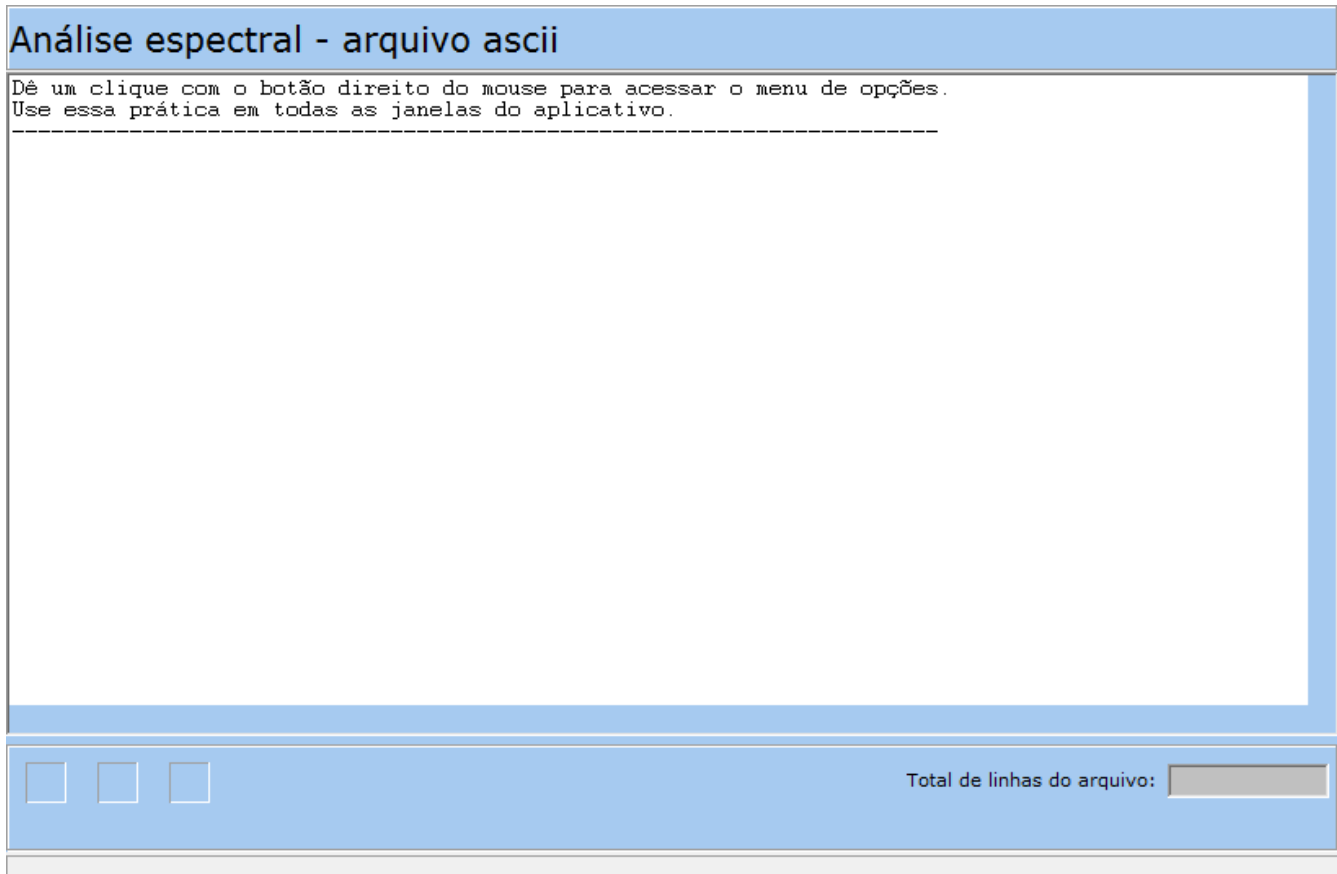 Análise espectral - arquivo ascii
Dê um clique com o botão direito do mouse para acessar o menu de opções.
Use essa prática em todas as janelas do aplicativo.
-----------------------------------------------------------------------
Total de linhas do arquivo: